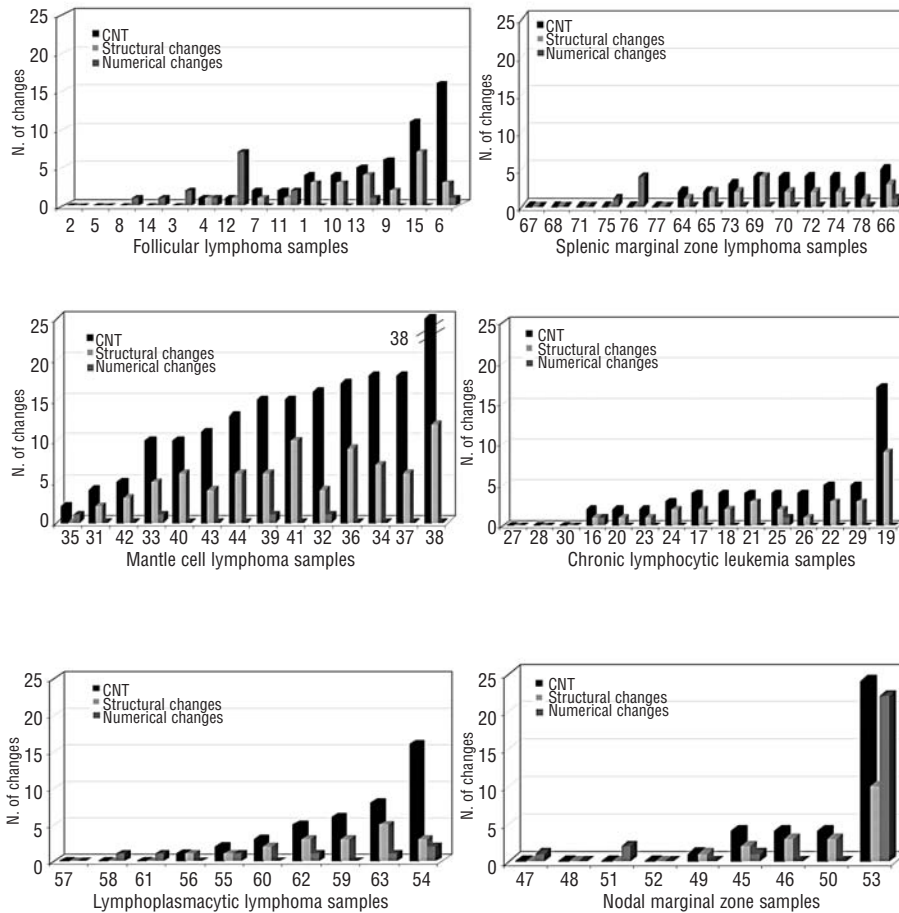 25
20
15
10
5
0
N. of changes
CNT
Structural changes
Numerical changes
2 5 8 14 3 4 12 7 11 1 10 13 9 15 6
Follicular lymphoma samples
25
20
15
10
5
0
N. of changes
CNT
Structural changes
Numerical changes
67 68 71 75 76 77 64 65 73 69 70 72 74 78 66
Splenic marginal zone lymphoma samples
25
20
15
10
5
0
N. of changes
CNT
Structural changes
Numerical changes
38
35 31 42 33 40 43 44 39 41 32 36 34 37 38
Mantle cell lymphoma samples
25
20
15
10
5
0
N. of changes
CNT
Structural changes
Numerical changes
27 28 30 16 20 23 24 17 18 21 25 26 22 29 19
Chronic lymphocytic leukemia samples
25
20
15
10
5
0
N. of changes
CNT
Structural changes
Numerical changes
57 58 61 56 55 60 62 59 63 54
Lymphoplasmacytic lymphoma samples
25
20
15
10
5
0
N. of changes
CNT
Structural changes
Numerical changes
47 48 51 52 49 45 46 50 53
Nodal marginal zone samples